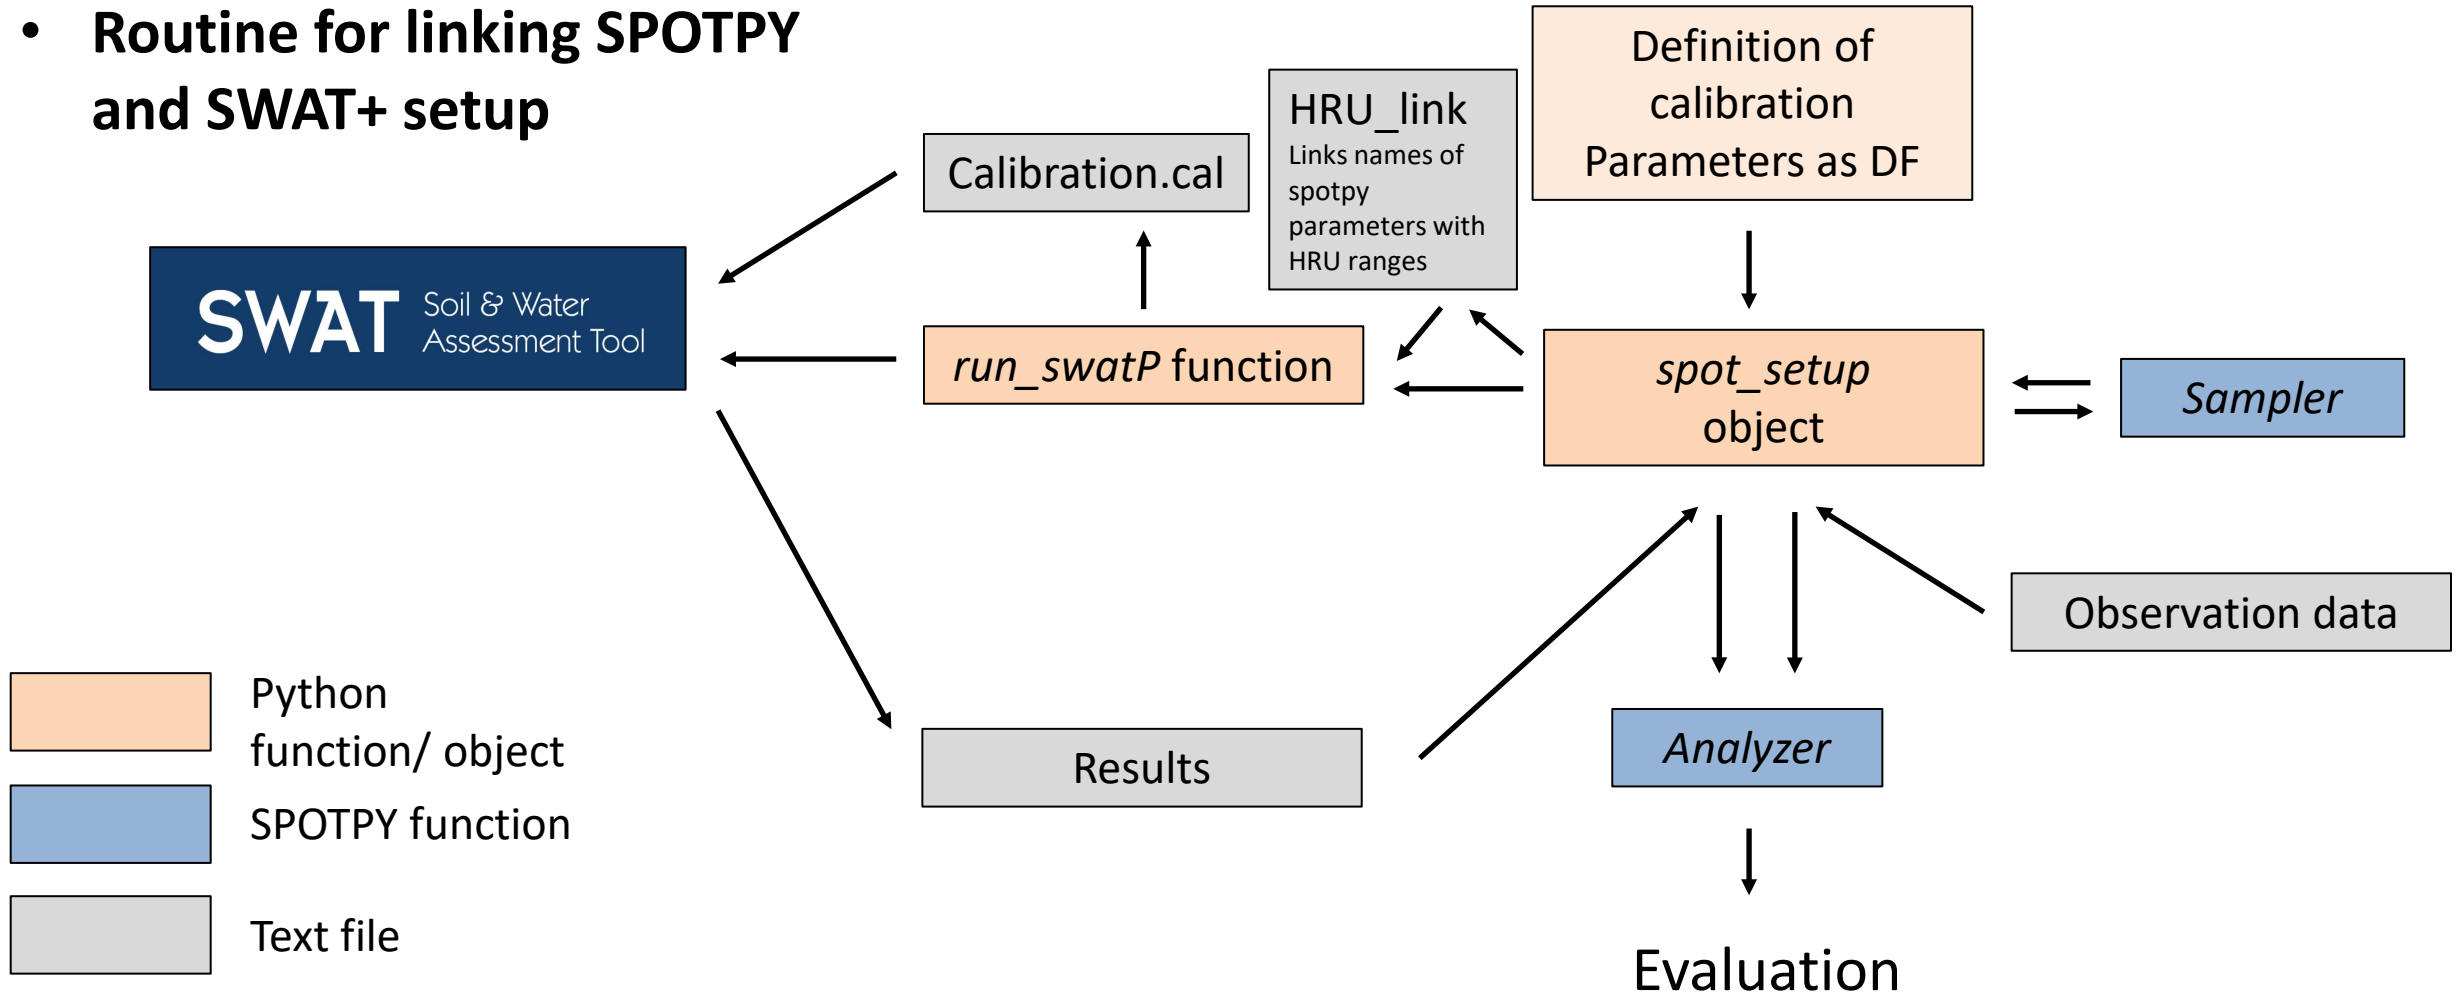 • Routine for linking SPOTPY
and SWAT+ setup
Definition of
calibration
Parameters as DF
HRU_link
Links names of
spotpy
parameters with
HRU ranges
Calibration.cal
SWAT Soil & Water
Assessment Tool
run_swatP function
spot_setup
object
Sampler
Observation data
Results
Analyzer
Evaluation
Python
function/ object
SPOTPY function
Text file